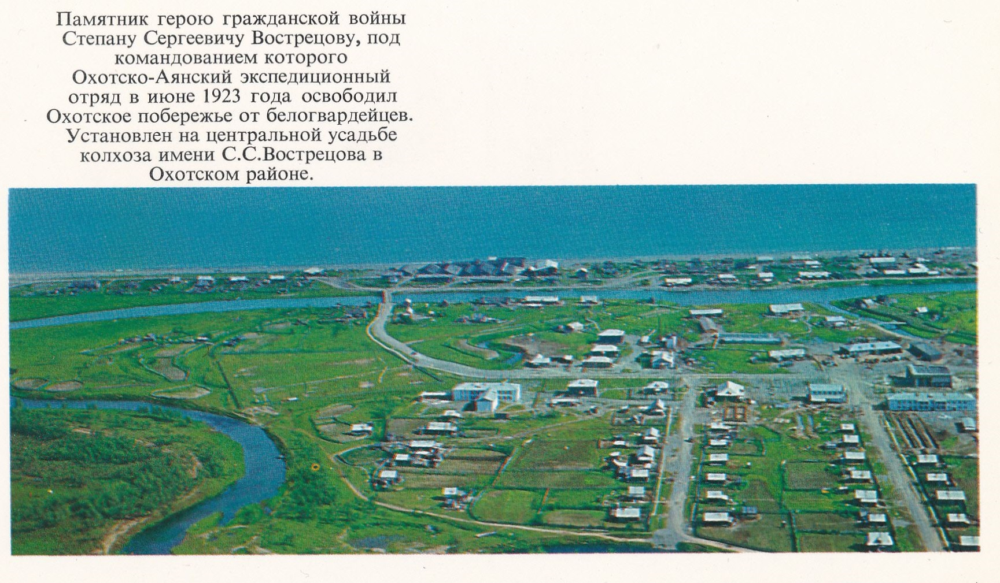 Памятник герою гражданской войны
Степану Сергеевичу Вострецову, под
командованием которого
Охотско-Аянский экспедиционный
отряд в июне 1923 года освободил
Охотское побережье от белогвардейцев.
Установлен на центральной усадьбе
колхоза имени С.С.Вострецова в
Охотском районе.